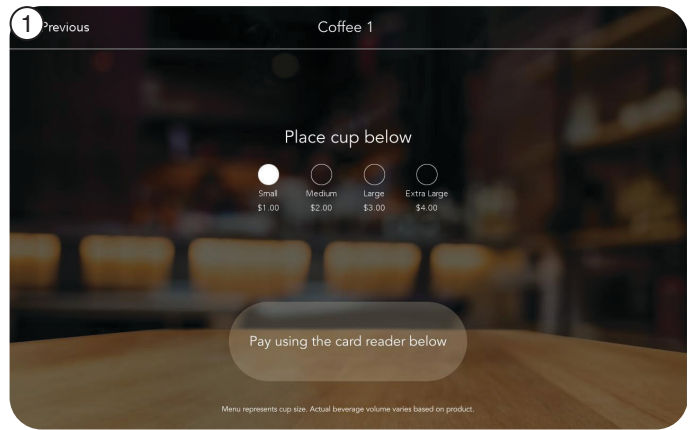 1
Previous
Coffee 1
Place cup below
Small Medium Large Extra Large
$1.00 $2.00 $3.00 $4.00
Pay using the card reader below
Menu represents cup size. Actual beverage volume varies based on product.